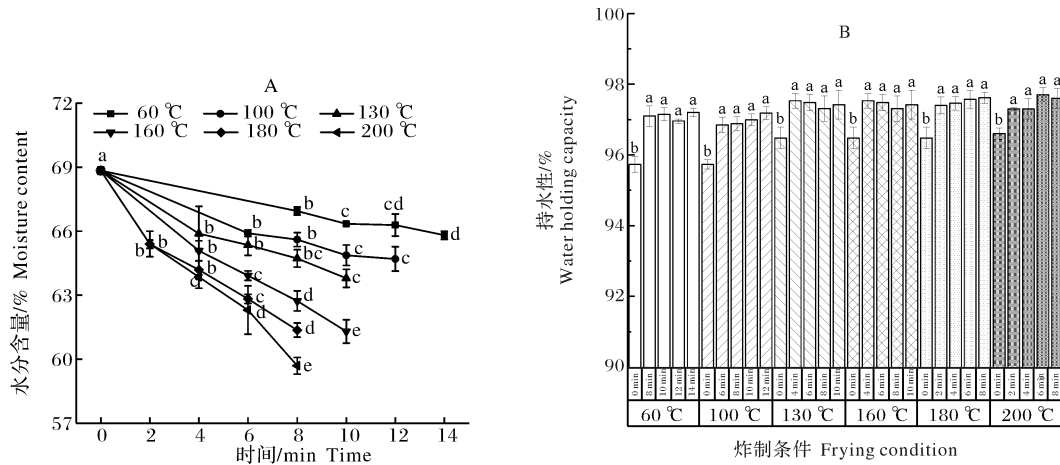 A
72
69
66
63
60
57
水分含量/% Moisture content
60 ℃ 100 ℃ 130 ℃
160 ℃ 180 ℃ 200 ℃
a
b c cd d
b b c c
b b bc c
b c d e
b b c d
b c d e
0 2 4 6 8 10 12 14
时间/min Time
B
100
98
96
94
92
90
持水性/%
Water holding capacity
b a a a a
b a a a a
b a a a a
b a a a a
b a a a a
b a a a a
0 min 8 min 10 min 12 min 14 min
0 min 6 min 8 min 10 min 12 min
0 min 4 min 6 min 8 min 10 min
0 min 4 min 6 min 8 min 10 min
0 min 2 min 4 min 6 min 8 min
0 min 2 min 4 min 6 min 8 min
60 ℃ 100 ℃ 130 ℃ 160 ℃ 180 ℃ 200 ℃
炸制条件 Frying condition